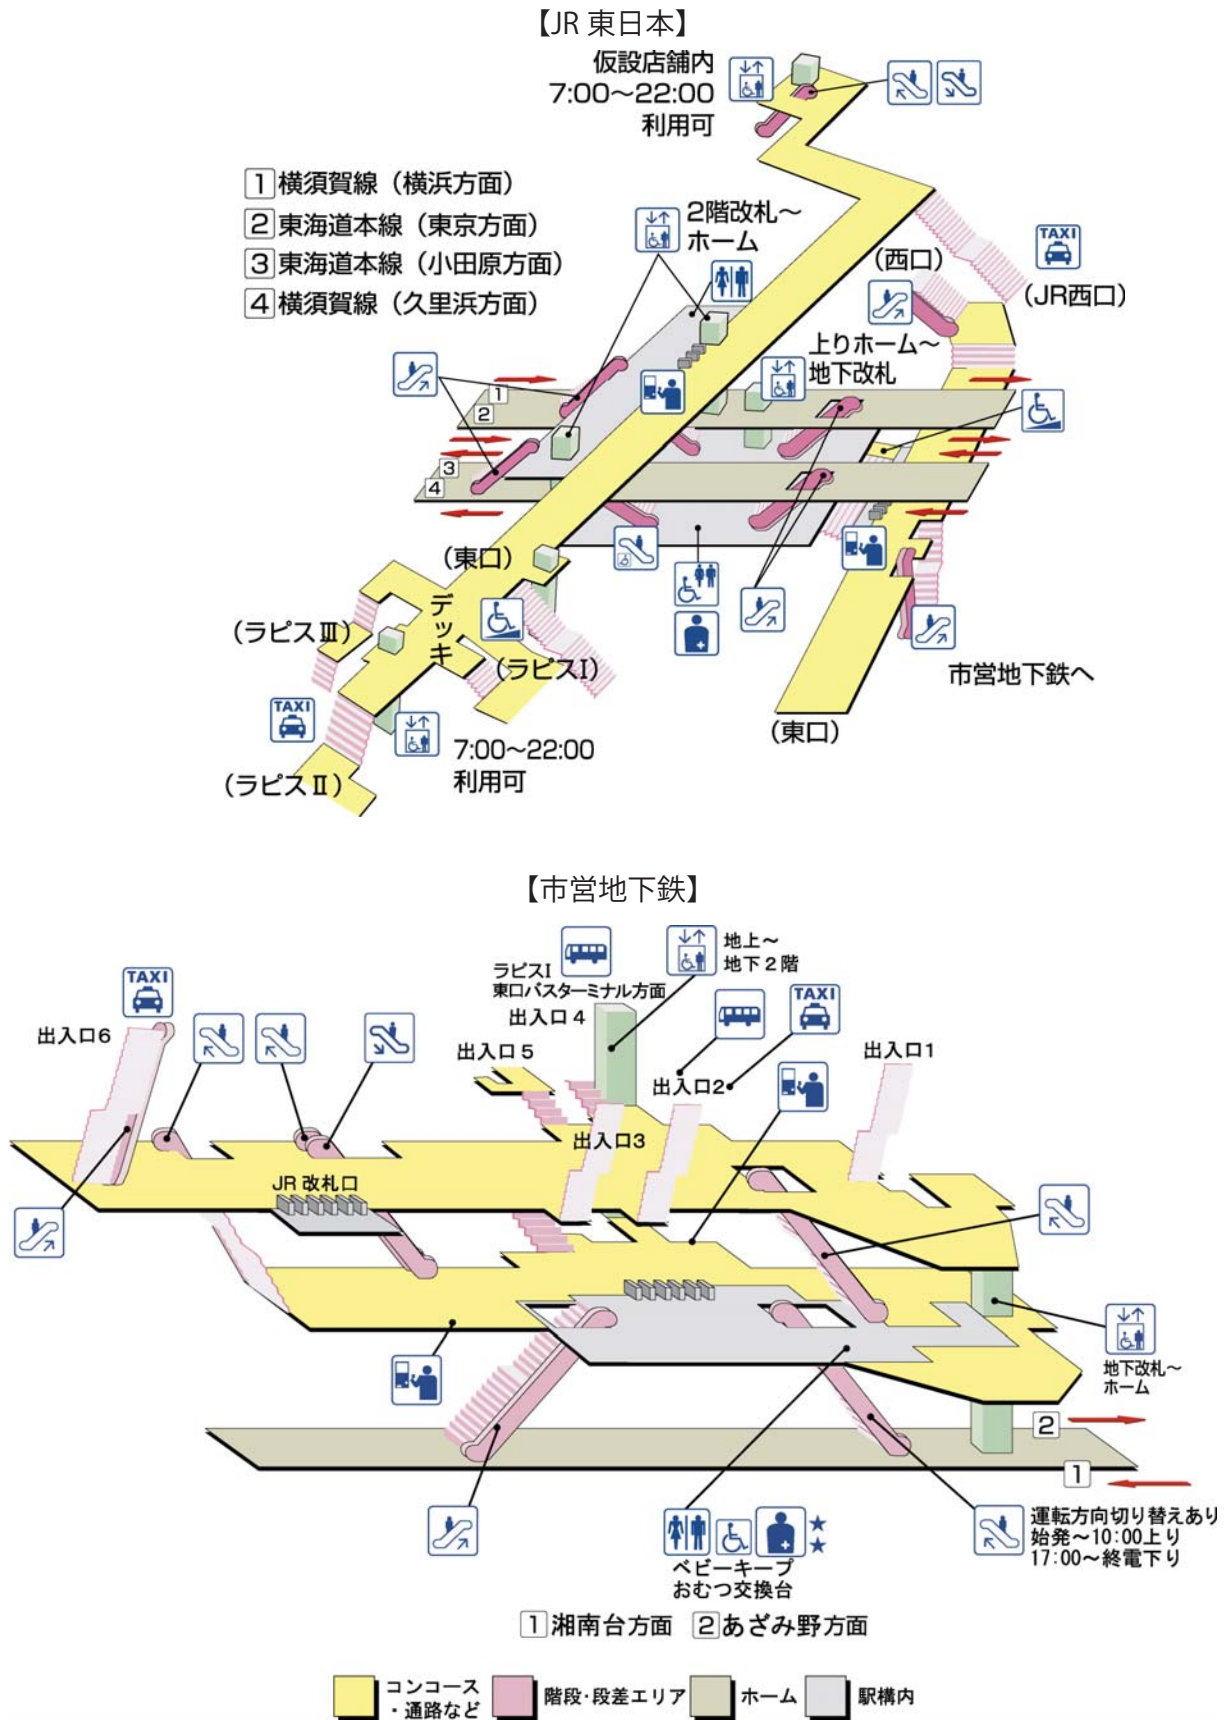 【JR 東日本】
仮設店舗内
7:00～22:00
利用可
1 横須賀線（横浜方面）
2 東海道本線（東京方面）
3 東海道本線（小田原方面）
4 横須賀線（久里浜方面）
2階改札～
ホーム
TAXI
（西口）
（JR西口）
上りホーム～
地下改札
1
2
3
4
（東口）
デッキ
（ラピスⅢ）
（ラピスⅠ）
市営地下鉄へ
（東口）
TAXI
7:00～22:00
利用可
（ラピスⅡ）
【市営地下鉄】
地上～
地下2階
ラピスⅠ
東口バスターミナル方面
TAXI
TAXI
出入口4
出入口6
出入口5
出入口2
出入口1
出入口3
JR 改札口
地下改札～
ホーム
2
1
運転方向切り替えあり
始発～10:00上り
17:00～終電下り
★
★
ベビーキープ
おむつ交換台
1 湘南台方面 2 あざみ野方面
コンコース
・通路など
階段・段差エリア
ホーム
駅構内